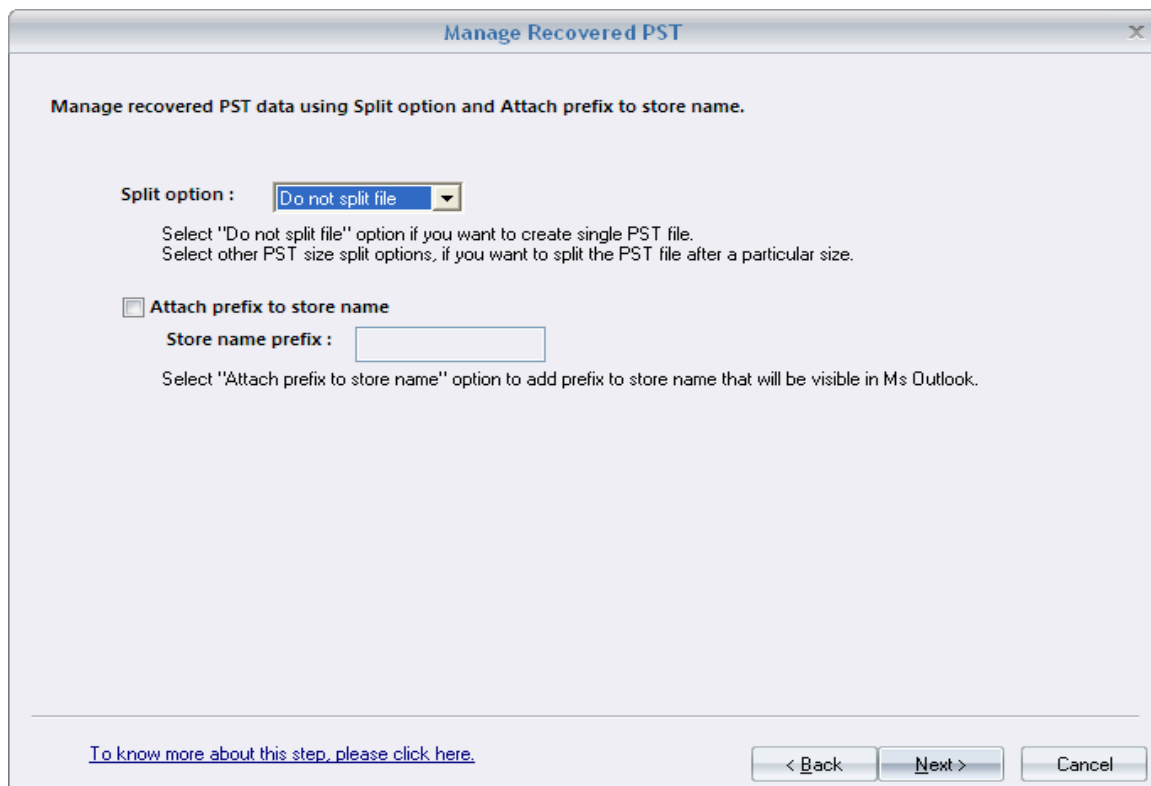 Manage Recovered PST
Manage recovered PST data using Split option and Attach prefix to store name.
Split option : Do not split file
Select "Do not split file" option if you want to create single PST file.
Select other PST size split options, if you want to split the PST file after a particular size.
Attach prefix to store name
Store name prefix :
Select "Attach prefix to store name" option to add prefix to store name that will be visible in Ms Outlook.
To know more about this step, please click here.
< Back Next > Cancel